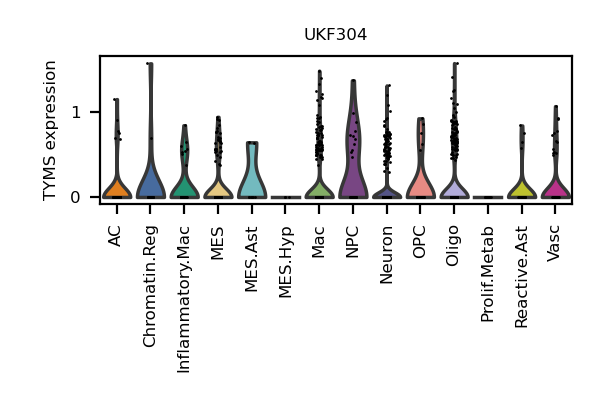 UKF304
TYMS expression
1
0
AC
Chromatin.Reg
Inflammatory.Mac
MES
MES.Ast
MES.Hyp
Mac
NPC
Neuron
OPC
Oligo
Prolif.Metab
Reactive.Ast
Vasc